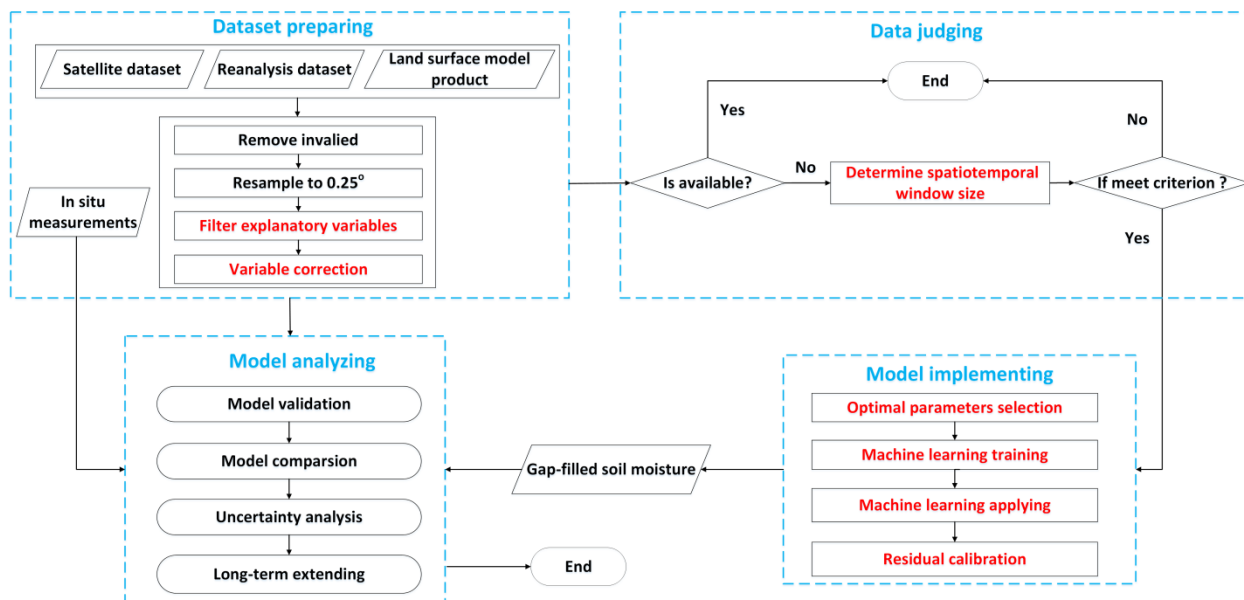 Dataset preparing
Satellite dataset
Reanalysis dataset
Land surface model
product
Remove invalied
Resample to 0.25°
Filter explanatory variables
Variable correction
In situ
measurements
Data judging
End
Yes
No
Is available?
No
Determine spatiotemporal
window size
If meet criterion ?
Yes
Model analyzing
Model validation
Model comparsion
Uncertainty analysis
Long-term extending
End
Gap-filled soil moisture
Model implementing
Optimal parameters selection
Machine learning training
Machine learning applying
Residual calibration